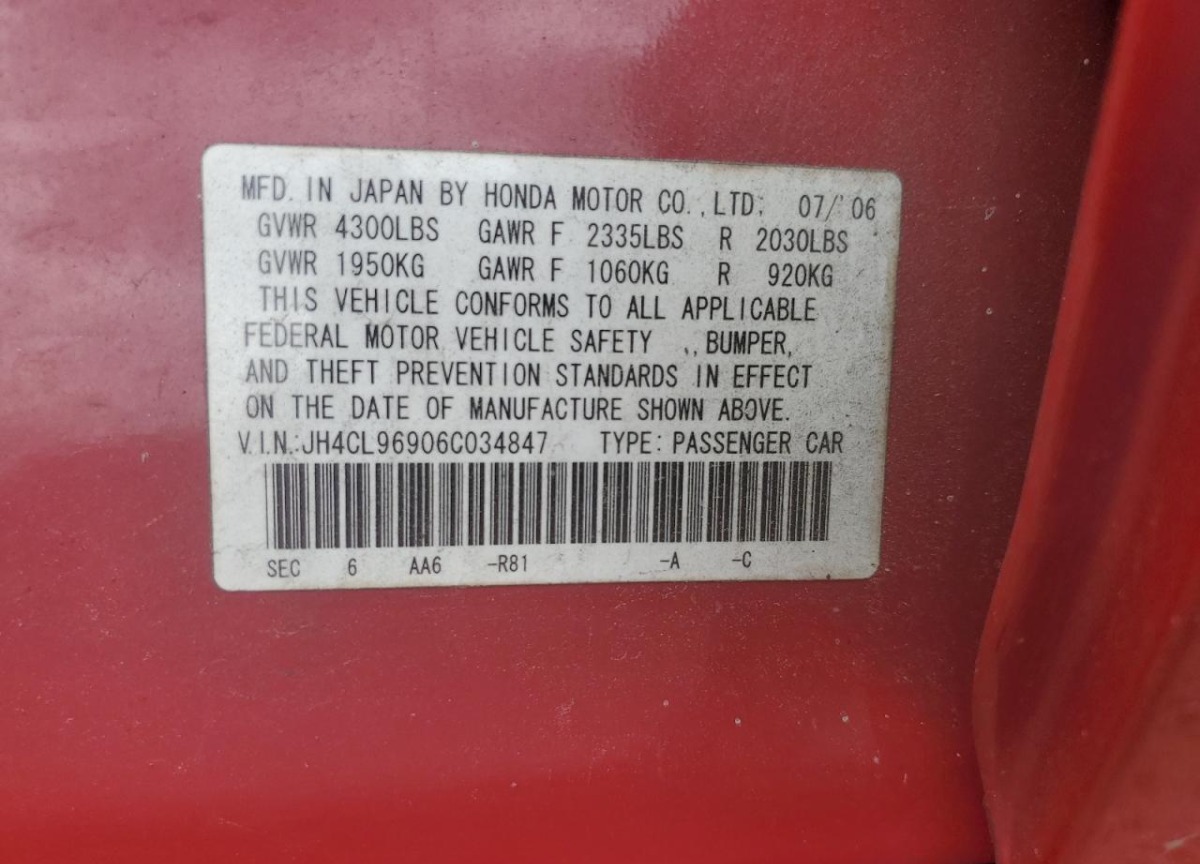 MFD. IN JAPAN BY HONDA MOTOR CO., LTD. 07/'06
GVWR 4300LBS GAWR F 2335LBS R 2030LBS
GVWR 1950KG GAWR F 1060KG R 920KG
THIS VEHICLE CONFORMS TO ALL APPLICABLE
FEDERAL MOTOR VEHICLE SAFETY ,, BUMPER,
AND THEFT PREVENTION STANDARDS IN EFFECT
ON THE DATE OF MANUFACTURE SHOWN ABOVE.
V.I.N.:JH4CL96906C034847 TYPE: PASSENGER CAR
SEC 6 AA6 -R81 -A -C